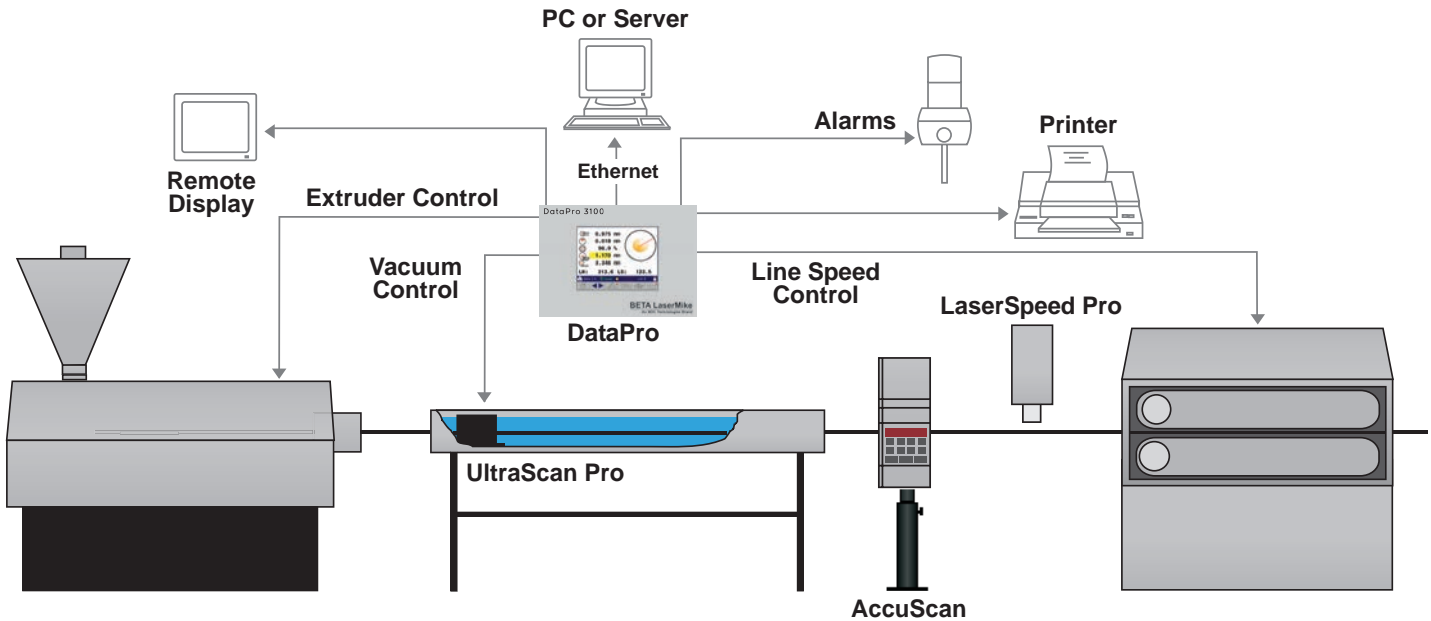 PC or Server
Alarms
Printer
Remote
Display
Ethernet
Extruder Control
DataPro 3100
Vacuum
Control
Line Speed
Control
BETA LaserMike
DataPro
LaserSpeed Pro
UltraScan Pro
AccuScan